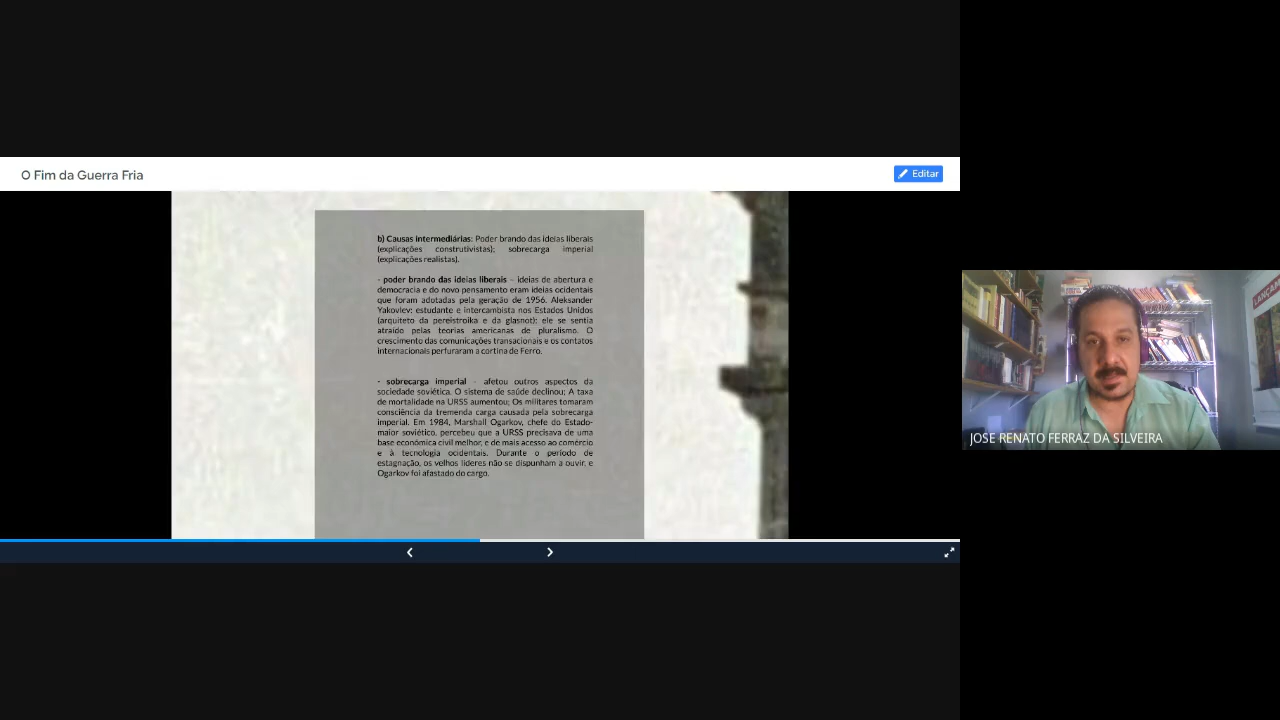 O Fim da Guerra Fria
Editar
b) Causas intermediárias: Poder brando das ideias liberais
(explicações construtivistas); sobrecarga imperial
(explicações realistas).
- poder brando das ideias liberais – ideias de abertura e
democracia e do novo pensamento eram ideias ocidentais
que foram adotadas pela geração de 1956. Aleksander
Yakovlev: estudante e intercambista nos Estados Unidos
(arquiteto da pereistroika e da glasnot); ele se sentia
atraído pelas teorias americanas de pluralismo. O
crescimento das comunicações transacionais e os contatos
internacionais perfuraram a cortina de Ferro.
- sobrecarga imperial – afetou outros aspectos da
sociedade soviética. O sistema de saúde declinou; A taxa
de mortalidade na URSS aumentou; Os militares tomaram
consciência da tremenda carga causada pela sobrecarga
imperial. Em 1984, Marshall Ogarkov, chefe do Estado-
maior soviético, percebeu que a URSS precisava de uma
base econômica civil melhor, e de mais acesso ao comércio
e à tecnologia ocidentais. Durante o período de
estagnação, os velhos líderes não se dispunham a ouvir, e
Ogarkov foi afastado do cargo.
LANÇAM
JOSE RENATO FERRAZ DA SILVEIRA